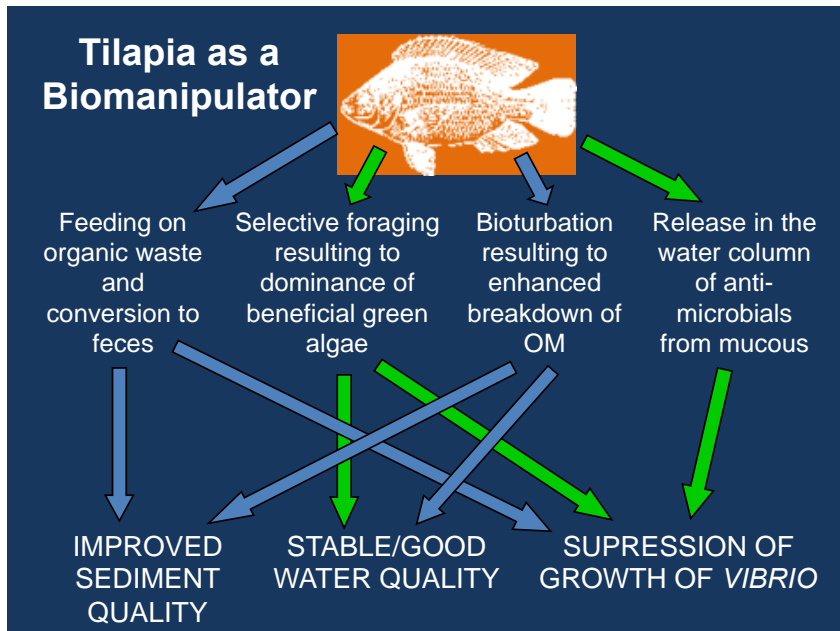 Tilapia as a
Biomanipulator
Feeding on
organic waste
and
conversion to
feces
Selective foraging
resulting to
dominance of
beneficial green
algae
Bioturbation
resulting to
enhanced
breakdown of
OM
Release in the
water column
of anti-
microbials
from mucous
IMPROVED
SEDIMENT
QUALITY
STABLE/GOOD
WATER QUALITY
SUPRESSION OF
GROWTH OF VIBRIO